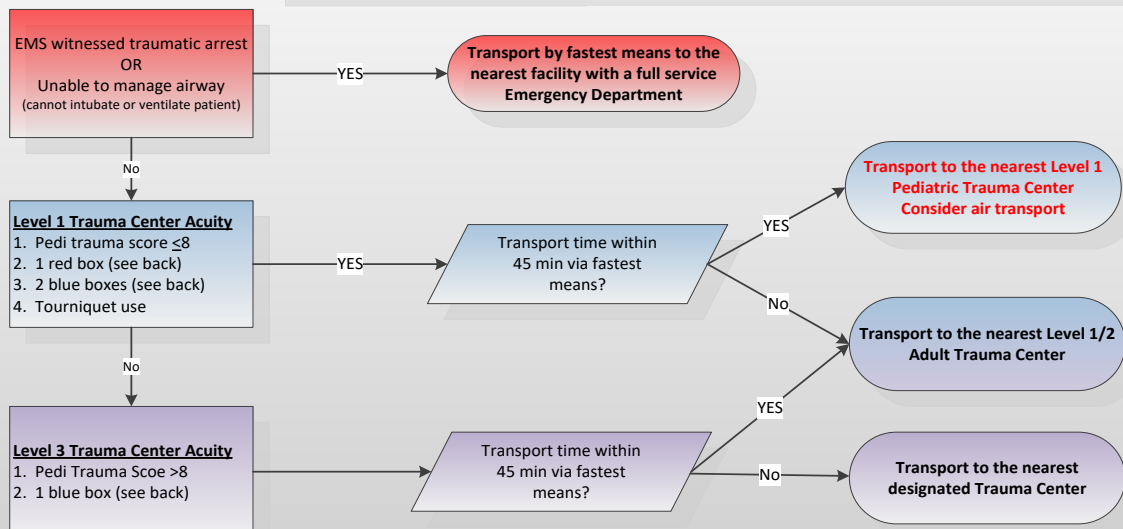 EMS witnessed traumatic arrest
OR
Unable to manage airway
(cannot intubate or ventilate patient)
YES
Transport by fastest means to the
nearest facility with a full service
Emergency Department
No
Level 1 Trauma Center Acuity
1. Pedi trauma score ≤8
2. 1 red box (see back)
3. 2 blue boxes (see back)
4. Tourniquet use
YES
Transport time within
45 min via fastest
means?
YES
Transport to the nearest Level 1
Pediatric Trauma Center
Consider air transport
No
Transport to the nearest Level 1/2
Adult Trauma Center
No
Level 3 Trauma Center Acuity
1. Pedi Trauma Scoe >8
2. 1 blue box (see back)
Transport time within
45 min via fastest
means?
YES
No
Transport to the nearest
designated Trauma Center